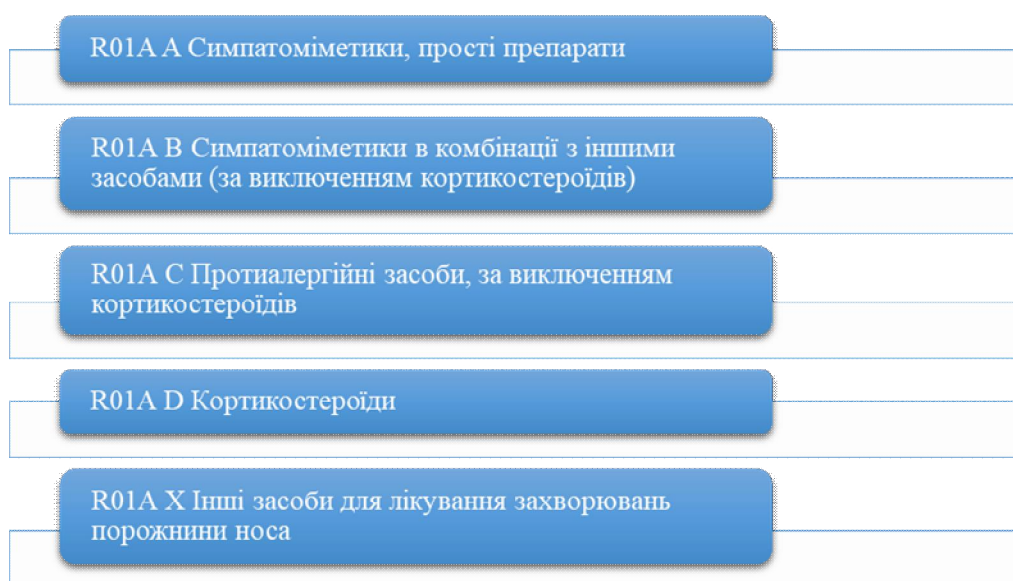 R01A A Симпатоміметики, прості препарати
R01A B Симпатоміметики в комбінації з іншими
засобами (за виключенням кортикостероїдів)
R01A C Протиалергійні засоби, за виключенням
кортикостероїдів
R01A D Кортикостероїди
R01A X Інші засоби для лікування захворювань
порожнини носа